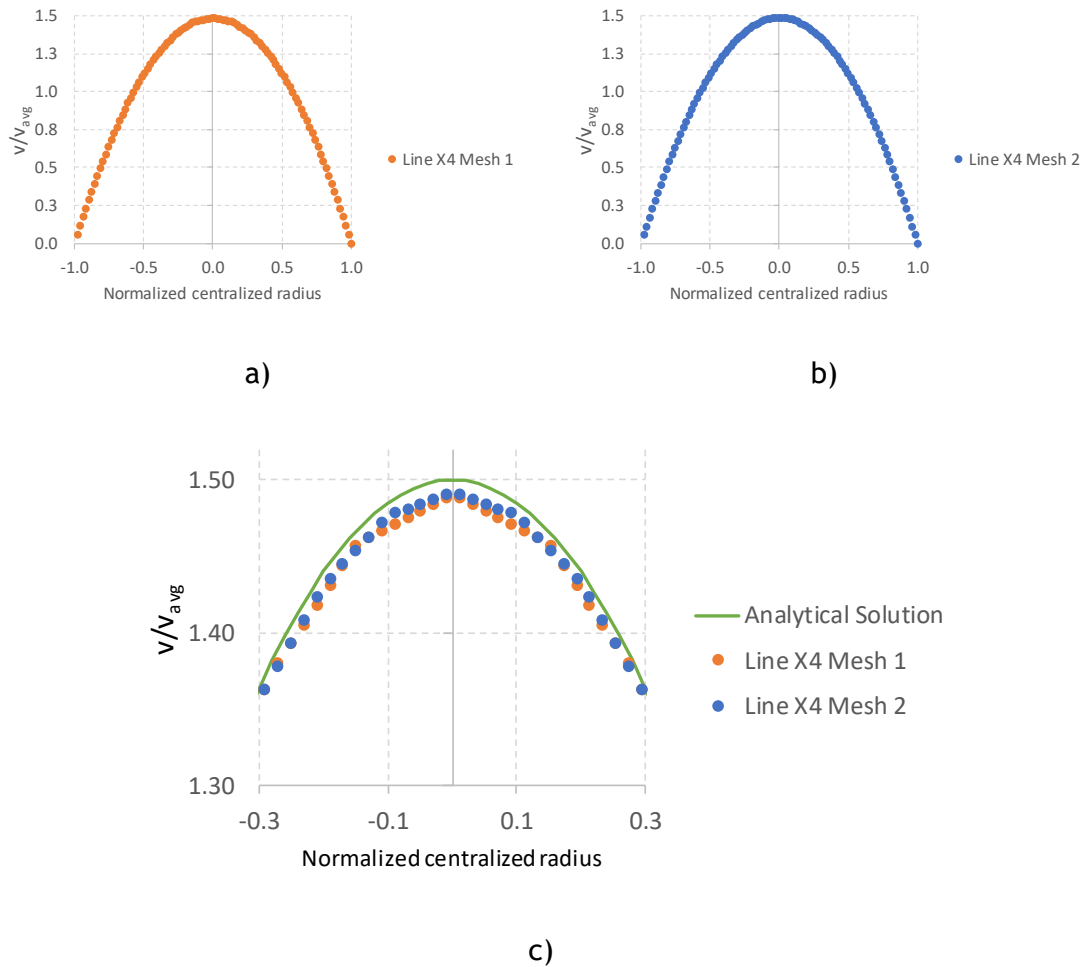 1.5
1.3
1.0
0.8
0.5
0.3
0.0
v/v avg
-1.0 -0.5 0.0 0.5 1.0
Normalized centralized radius
Line X4 Mesh 1
a)
1.5
1.3
1.0
0.8
0.5
0.3
0.0
v/v avg
-1.0 -0.5 0.0 0.5 1.0
Normalized centralized radius
Line X4 Mesh 2
b)
1.50
1.40
1.30
v/v avg
-0.3 -0.1 0.1 0.3
Normalized centralized radius
Analytical Solution
Line X4 Mesh 1
Line X4 Mesh 2
c)